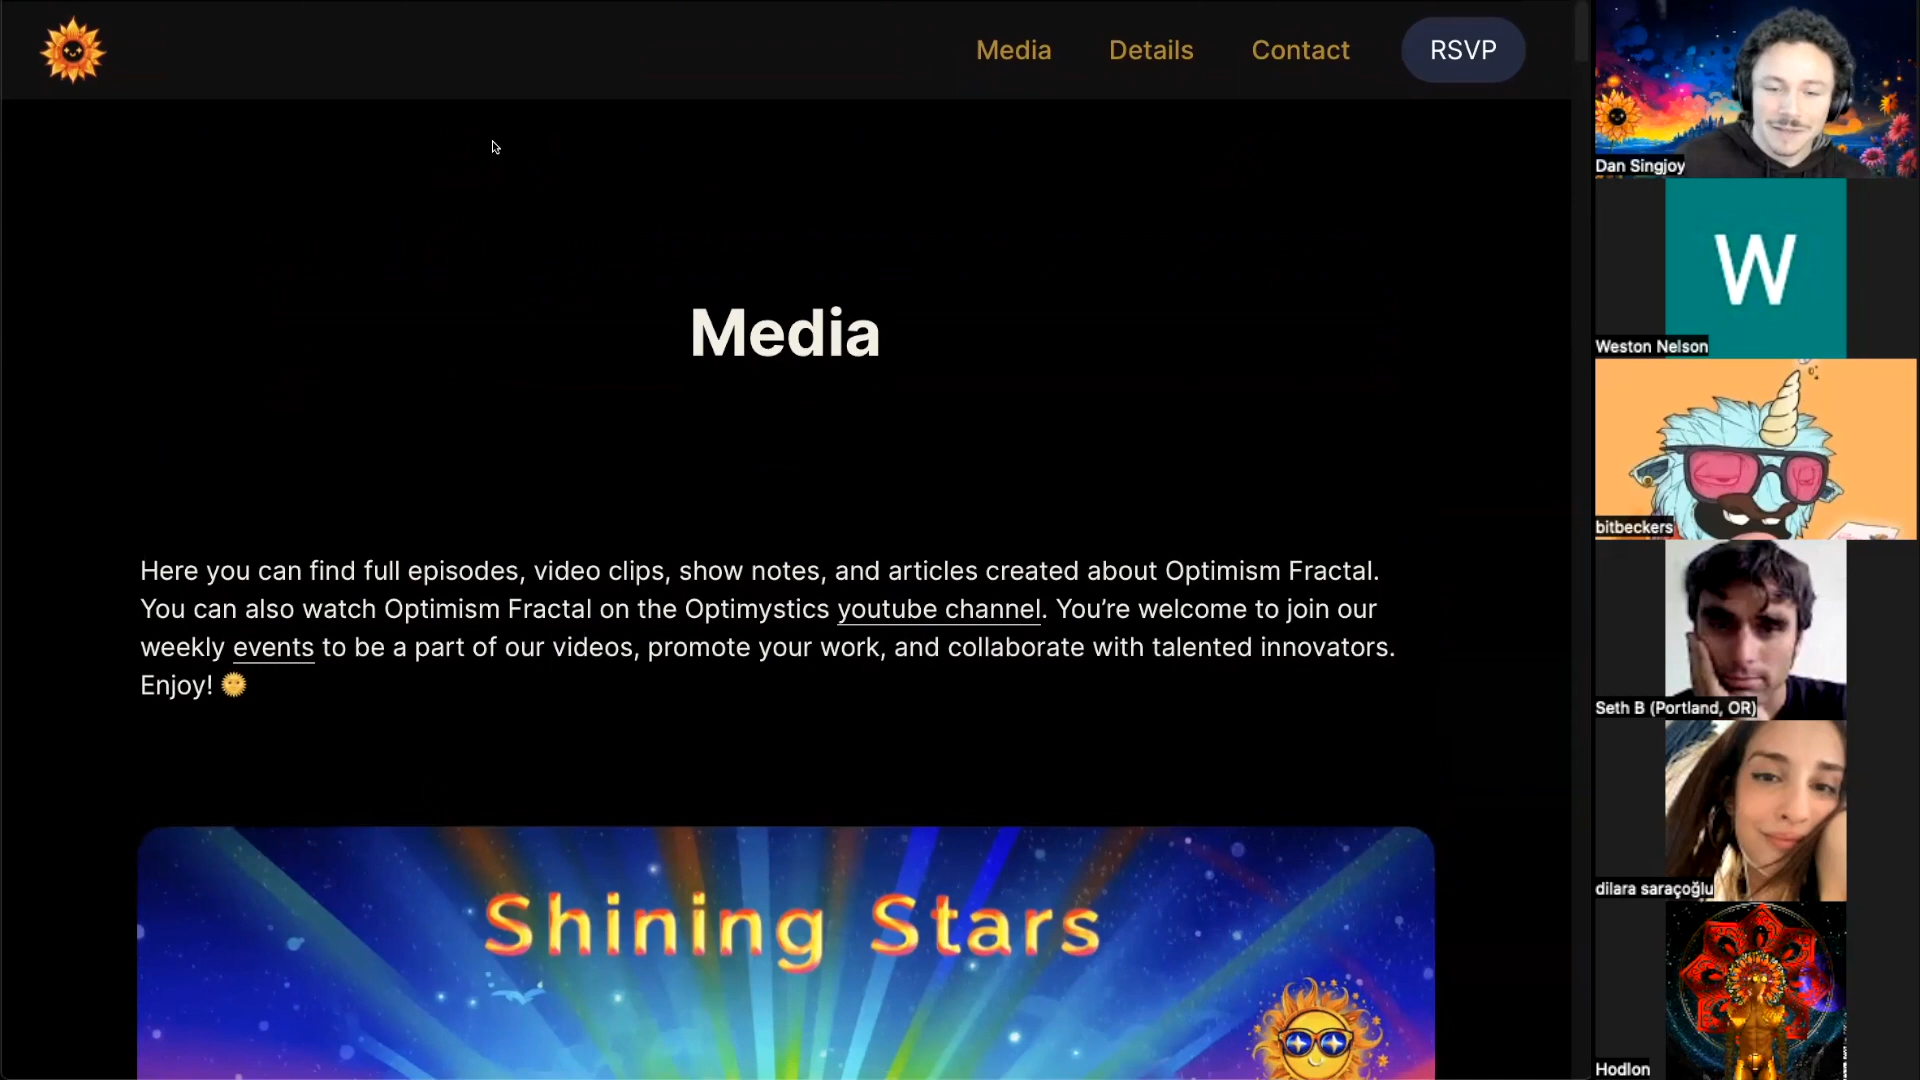 Media Details Contact RSVP
Media
Here you can find full episodes, video clips, show notes, and articles created about Optimism Fractal.
You can also watch Optimism Fractal on the Optimystics youtube channel. You’re welcome to join our
weekly events to be a part of our videos, promote your work, and collaborate with talented innovators.
Enjoy! 🌞
Shining Stars
Dan Singjoy
W
Weston Nelson
bitbeckers
Seth B (Portland, OR)
dilara saraçoğlu
Hodlon